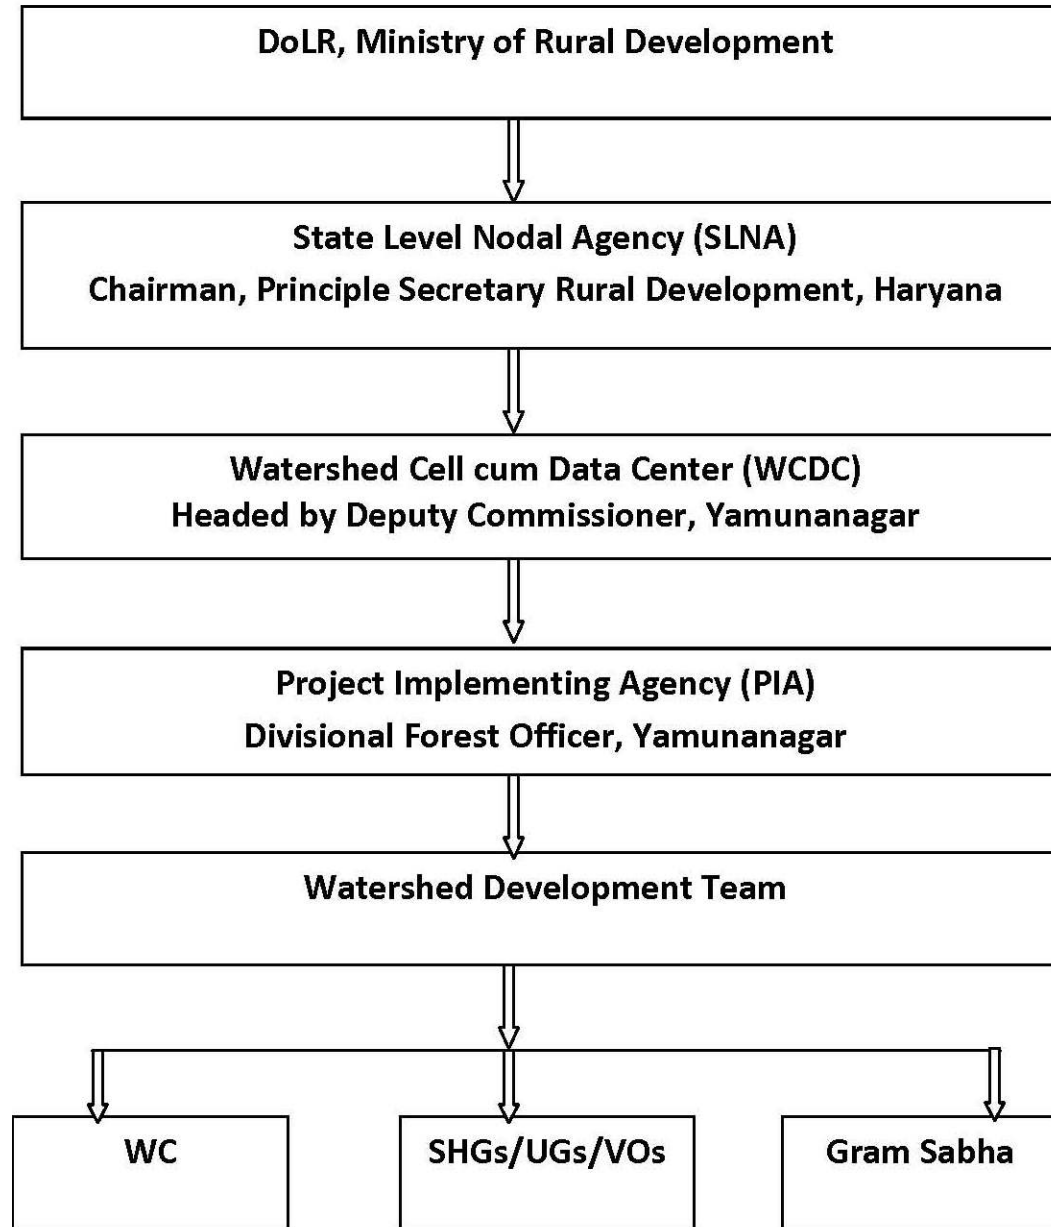 DoLR, Ministry of Rural Development
State Level Nodal Agency (SLNA)
Chairman, Principle Secretary Rural Development, Haryana
Watershed Cell cum Data Center (WCDC)
Headed by Deputy Commissioner, Yamunanagar
Project Implementing Agency (PIA)
Divisional Forest Officer, Yamunanagar
Watershed Development Team
WC
SHGs/UGs/VOs
Gram Sabha